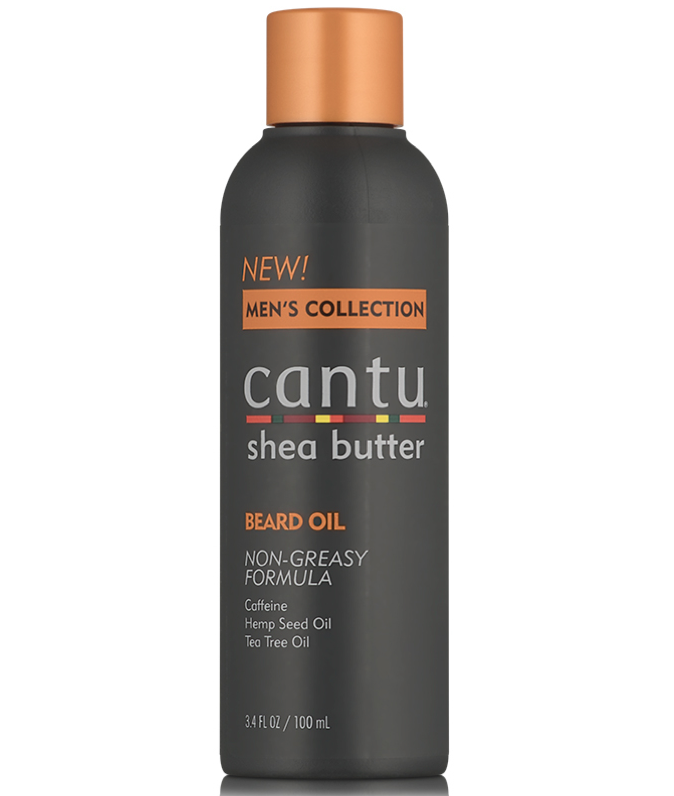 NEW!
MEN'S COLLECTION
cantu®
shea butter
BEARD OIL
NON-GREASY
FORMULA
Caffeine
Hemp Seed Oil
Tea Tree Oil
3.4 FL OZ / 100 mL